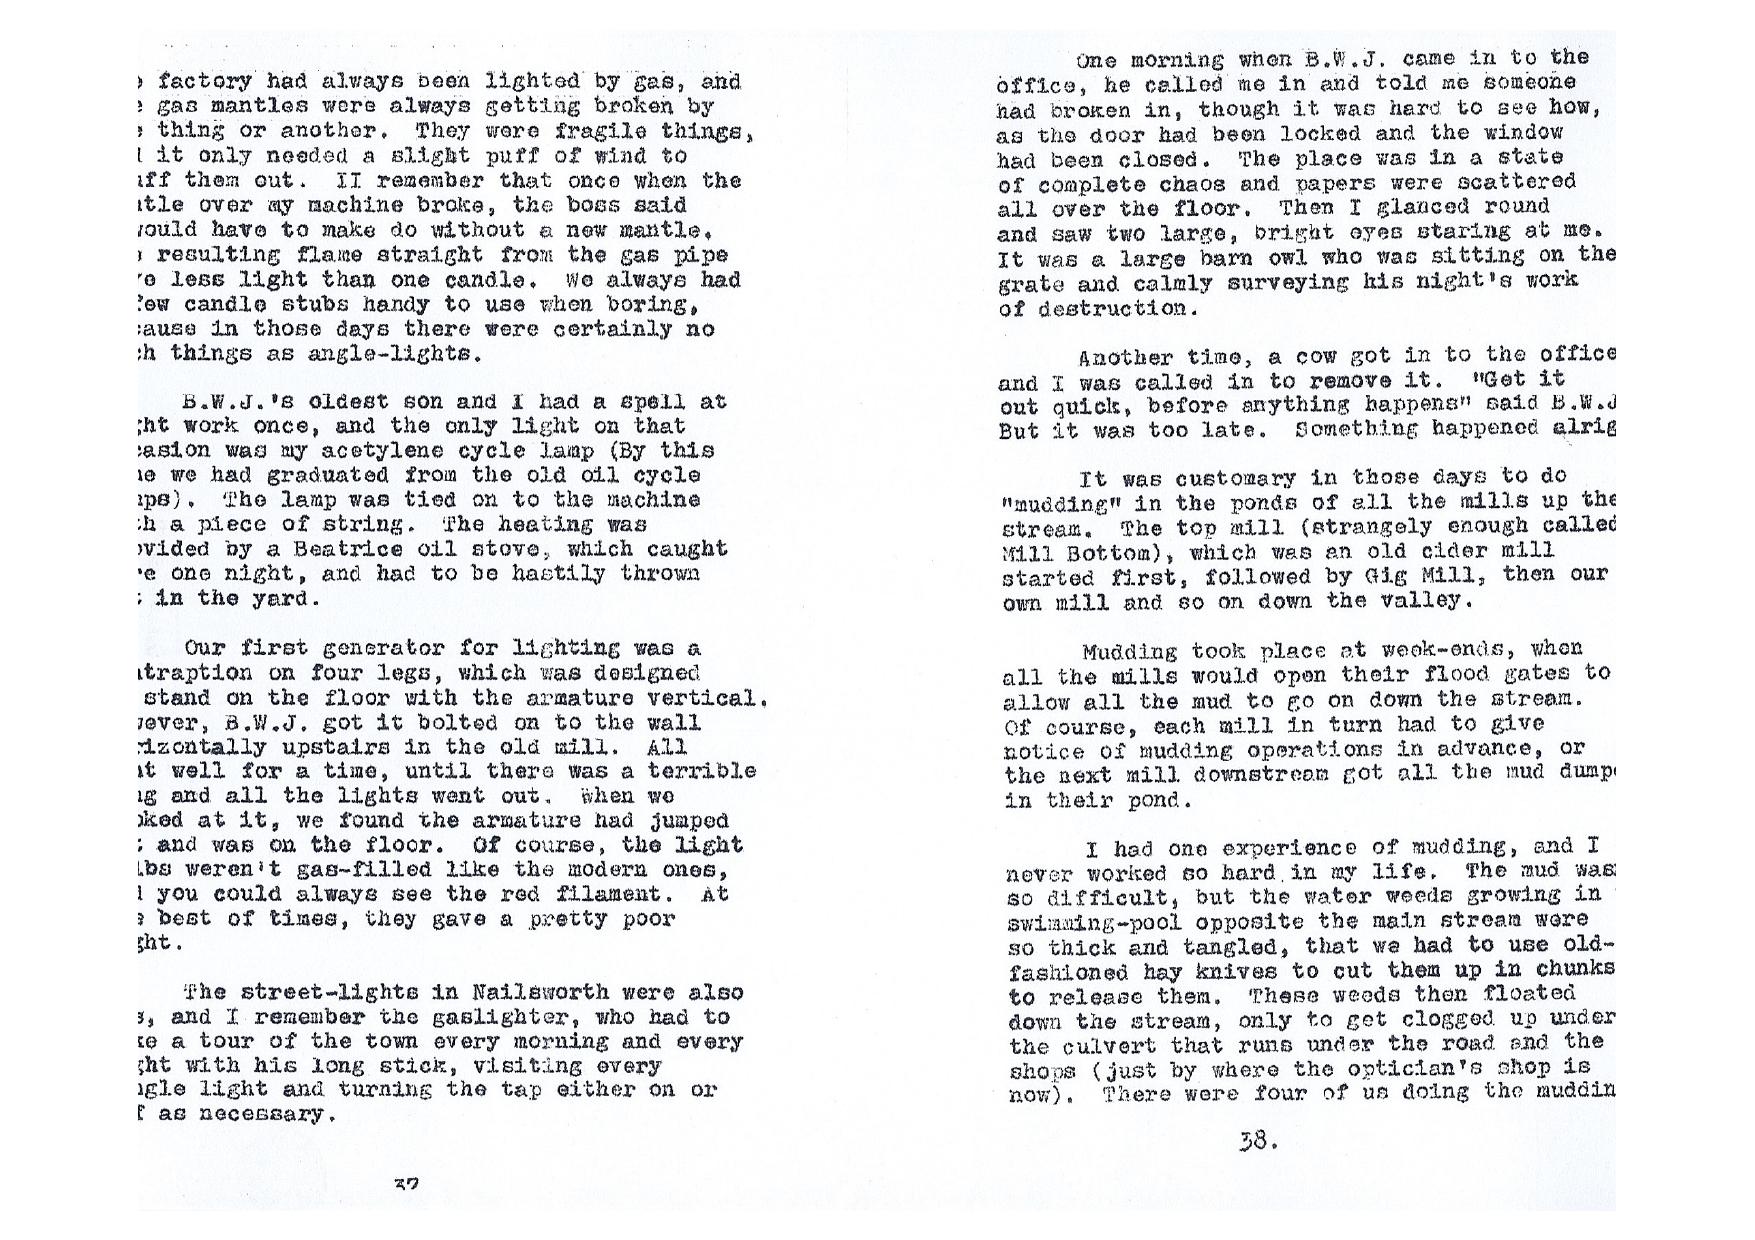 factory had always been lighted by gas, and
gas mantles were always getting broken by
thing or another. They were fragile things,
it only needed a slight puff of wind to
them out. II remember that once when the
over my machine broke, the boss said
would have to make do without a new mantle.
resulting flame straight from the gas pipe
less light than one candle. We always had
few candle stubs handy to use when boring,
cause in those days there were certainly no
things as angle-lights.
B.W.J.'s oldest son and I had a spell at
ght work once, and the only light on that
casion was my acetylene cycle lamp (By this
we had graduated from the old oil cycle
mps). The lamp was tied on to the machine
a piece of string. The heating was
ovided by a Beatrice oil stove, which caught
one night, and had to be hastily thrown
in the yard.
Our first generator for lighting was a
ntraption on four legs, which was designed
stand on the floor with the armature vertical.
wever, B.W.J. got it bolted on to the wall
rizontally upstairs in the old mill. All
nt well for a time, until there was a terrible
ng and all the lights went out. When we
oked at it, we found the armature had jumped
and was on the floor. Of course, the light
lbs weren't gas-filled like the modern ones,
you could always see the red filament. At
best of times, they gave a pretty poor
ght.
The street-lights in Nailsworth were also
s, and I remember the gaslighter, who had to
ke a tour of the town every morning and every
ght with his long stick, visiting every
ngle light and turning the tap either on or
f as necessary.
37
One morning when B.W.J. came in to the
office, he called me in and told me someone
had broken in, though it was hard to see how,
as the door had been locked and the window
had been closed. The place was in a state
of complete chaos and papers were scattered
all over the floor. Then I glanced round
and saw two large, bright eyes staring at me.
It was a large barn owl who was sitting on the
grate and calmly surveying his night's work
of destruction.
Another time, a cow got in to the office
and I was called in to remove it. "Get it
out quick, before anything happens" said B.W.J
But it was too late. Something happened alrig
It was customary in those days to do
"mudding" in the ponds of all the mills up the
stream. The top mill (strangely enough called
Mill Bottom), which was an old cider mill
started first, followed by Gig Mill, then our
own mill and so on down the valley.
Mudding took place at week-ends, when
all the mills would open their flood gates to
allow all the mud to go on down the stream.
Of course, each mill in turn had to give
notice of mudding operations in advance, or
the next mill downstream got all the mud dump
in their pond.
I had one experience of mudding, and I
never worked so hard in my life. The mud was
so difficult, but the water weeds growing in
swimming-pool opposite the main stream were
so thick and tangled, that we had to use old-
fashioned hay knives to cut them up in chunks
to release them. These weeds then floated
down the stream, only to get clogged up under
the culvert that runs under the road and the
shops (just by where the optician's shop is
now). There were four of us doing the muddin
38.